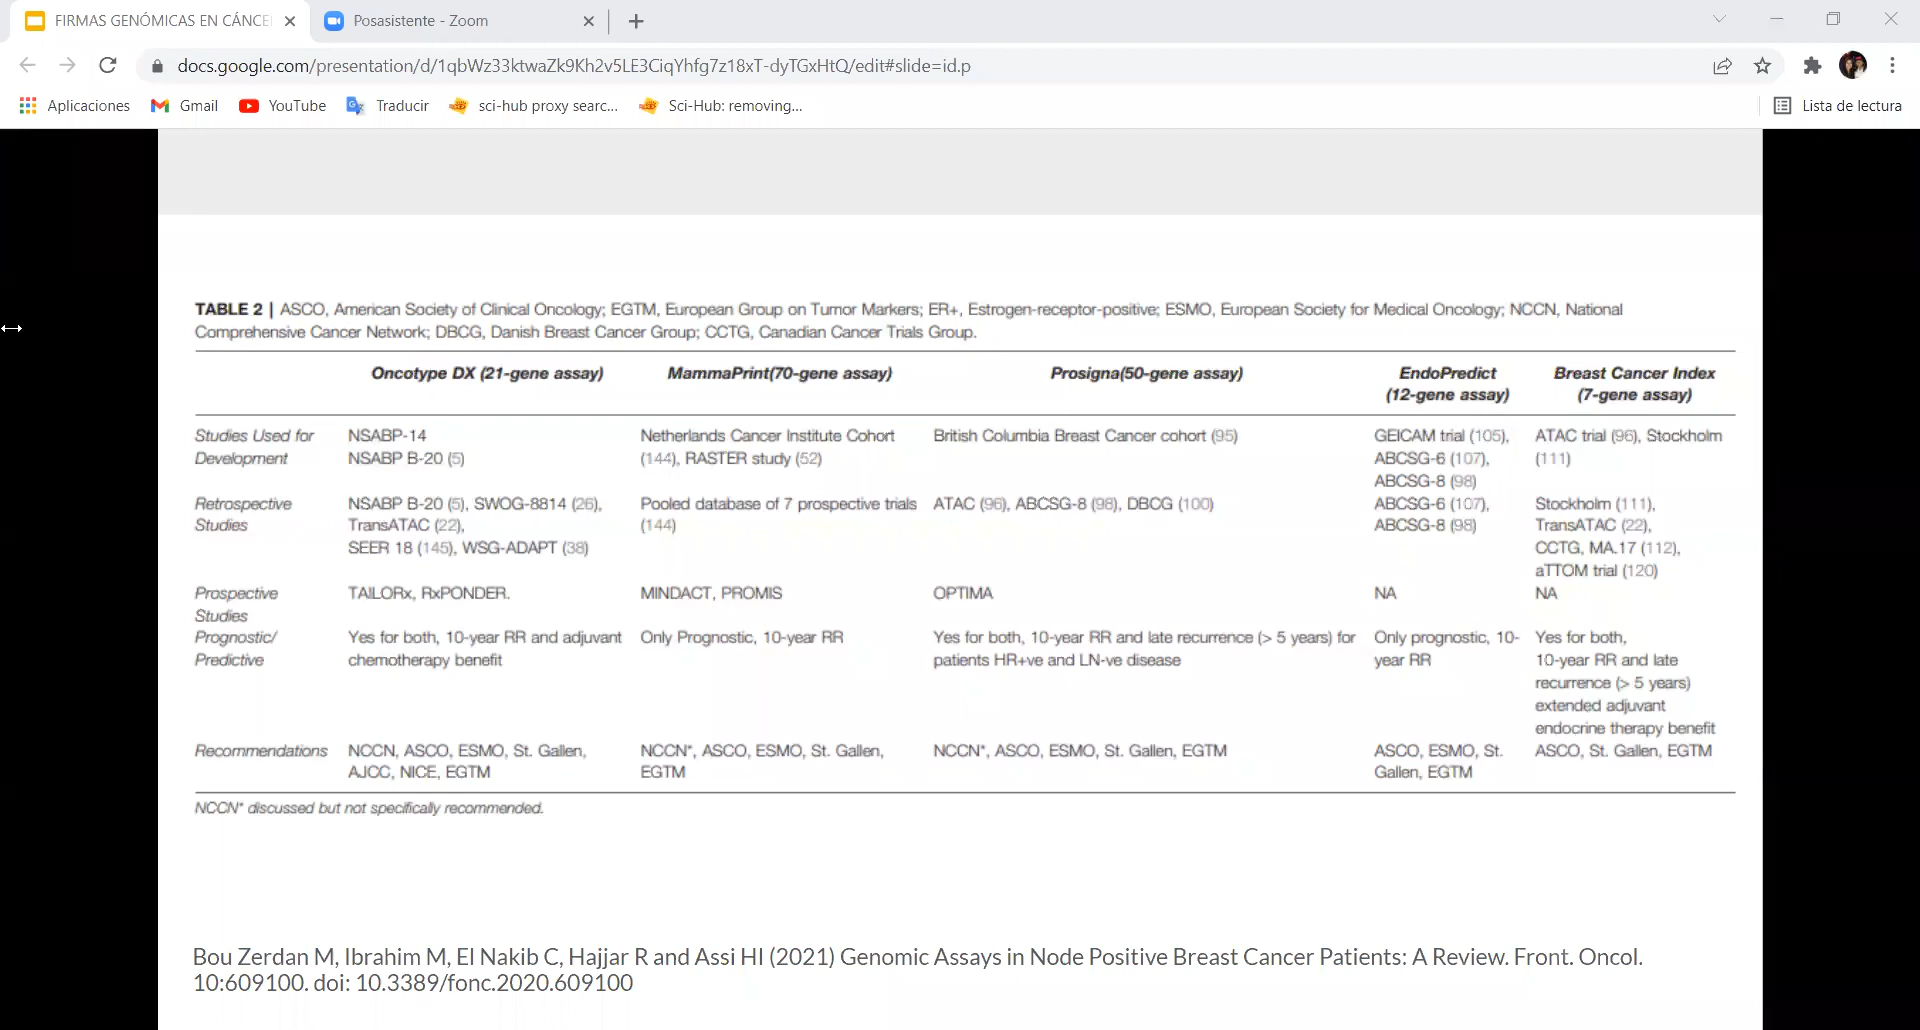 FIRMAS GENÓMICAS EN CÁNCE
Posasistente - Zoom
docs.google.com/presentation/d/1qbWz33ktwaZk9Kh2v5LE3CiqYhfg7z18xT-dyTGxHtQ/edit#slide=id.p
Aplicaciones Gmail YouTube Traducir sci-hub proxy searc... Sci-Hub: removing... Lista de lectura
TABLE 2 | ASCO, American Society of Clinical Oncology; EGTM, European Group on Tumor Markers; ER+, Estrogen-receptor-positive; ESMO, European Society for Medical Oncology; NCCN, National
Comprehensive Cancer Network; DBCG, Danish Breast Cancer Group; CCTG, Canadian Cancer Trials Group.
Oncotype DX (21-gene assay) MammaPrint(70-gene assay) Prosigna(50-gene assay) EndoPredict Breast Cancer Index
(12-gene assay) (7-gene assay)
Studies Used for NSABP-14 Netherlands Cancer Institute Cohort British Columbia Breast Cancer cohort (95) GEICAM trial (105), ATAC trial (96), Stockholm
Development NSABP B-20 (5) (144), RASTER study (52) ABCSG-6 (107), (111)
ABCSG-8 (98)
Retrospective NSABP B-20 (5), SWOG-8814 (26), Pooled database of 7 prospective trials ATAC (96), ABCSG-8 (98), DBCG (100) ABCSG-6 (107), Stockholm (111),
Studies TransATAC (22), (144) ABCSG-8 (98) TransATAC (22),
SEER 18 (145), WSG-ADAPT (38) CCTG, MA.17 (112),
aTTOM trial (120)
Prospective TAILORx, RxPONDER. MINDACT, PROMIS OPTIMA NA NA
Studies
Prognostic/ Yes for both, 10-year RR and adjuvant Only Prognostic, 10-year RR Yes for both, 10-year RR and late recurrence (> 5 years) for Only prognostic, 10- Yes for both,
Predictive chemotherapy benefit patients HR+ve and LN-ve disease year RR 10-year RR and late
recurrence (> 5 years)
extended adjuvant
endocrine therapy benefit
Recommendations NCCN, ASCO, ESMO, St. Gallen, NCCN*, ASCO, ESMO, St. Gallen, NCCN*, ASCO, ESMO, St. Gallen, EGTM ASCO, ESMO, St. ASCO, St. Gallen, EGTM
AJCC, NICE, EGTM EGTM Gallen, EGTM
NCCN* discussed but not specifically recommended.
Bou Zerdan M, Ibrahim M, El Nakib C, Hajjar R and Assi HI (2021) Genomic Assays in Node Positive Breast Cancer Patients: A Review. Front. Oncol.
10:609100. doi: 10.3389/fonc.2020.609100